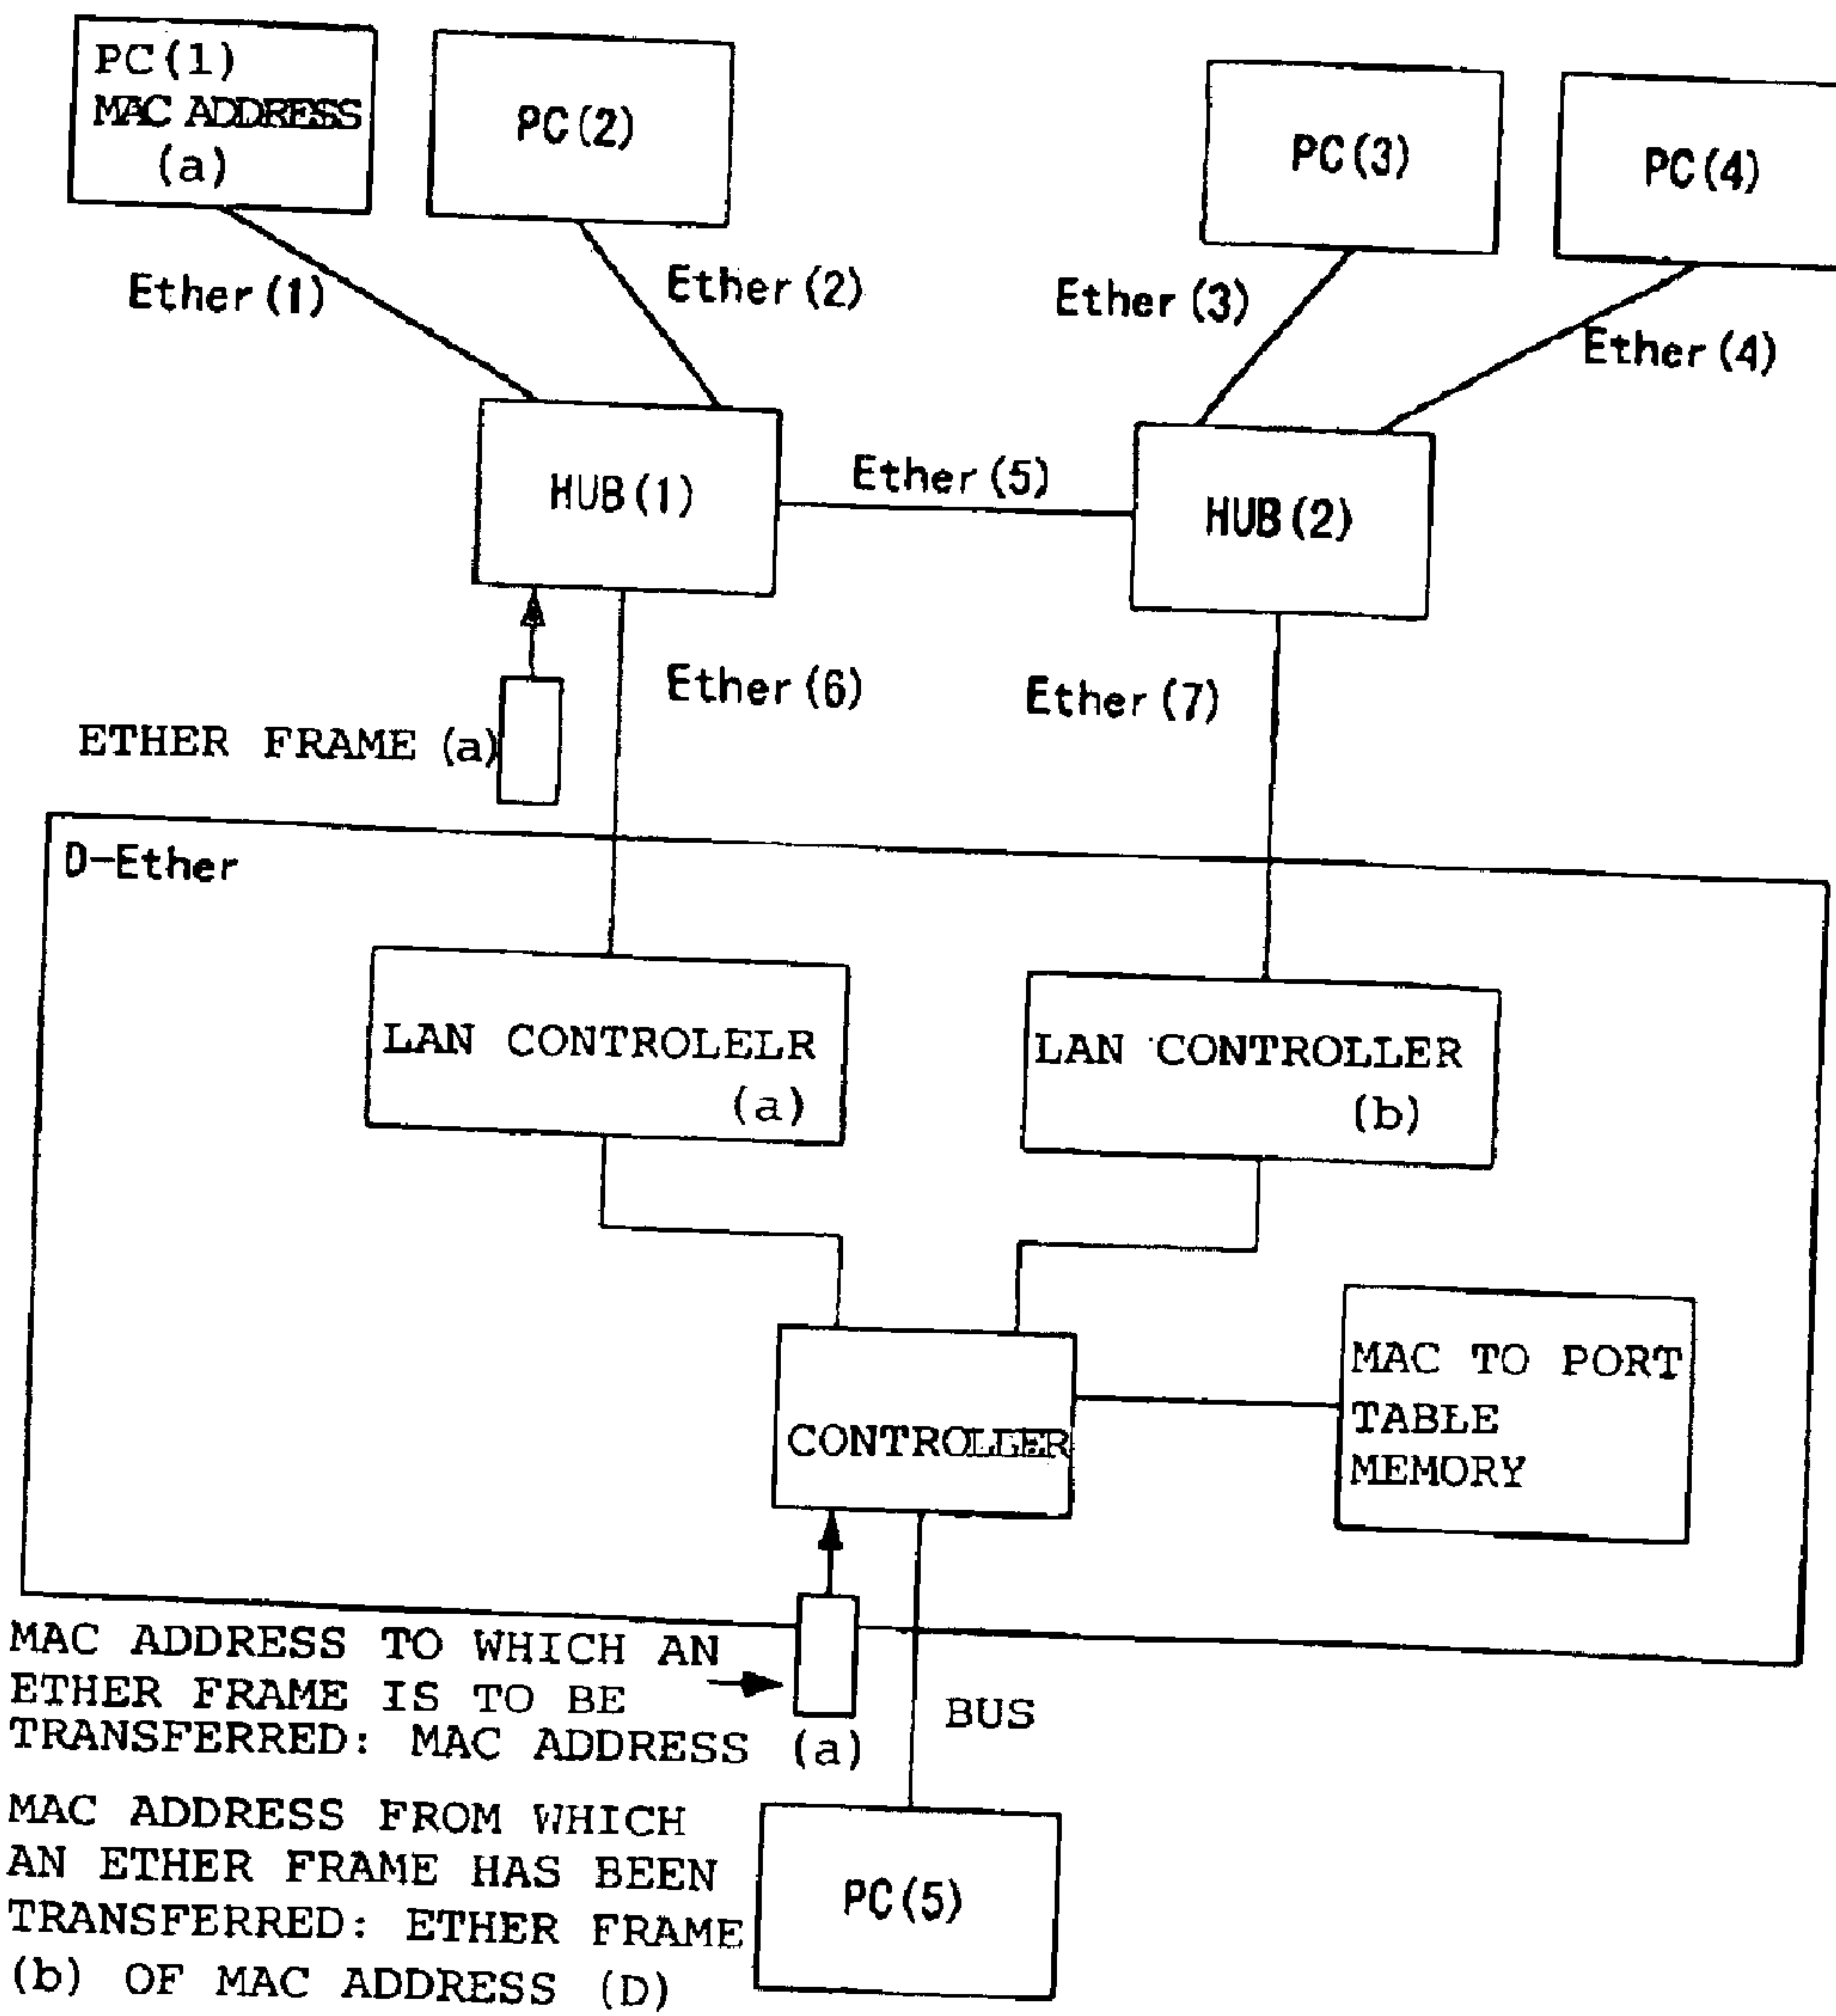 PC(1)
MAC ADDRESS
(a)
PC(2)
PC(3)
PC(4)
Ether(1)
Ether(2)
Ether(3)
Ether(4)
HUB(1)
Ether(5)
HUB(2)
Ether(6)
Ether(7)
ETHER FRAME (a)
D-Ether
LAN CONTROLELR
(a)
LAN CONTROLLER
(b)
CONTROLLER
MAC TO PORT
TABLE
MEMORY
MAC ADDRESS TO WHICH AN
ETHER FRAME IS TO BE
TRANSFERRED: MAC ADDRESS (a)
BUS
MAC ADDRESS FROM WHICH
AN ETHER FRAME HAS BEEN
TRANSFERRED: ETHER FRAME
(b) OF MAC ADDRESS (D)
PC(5)